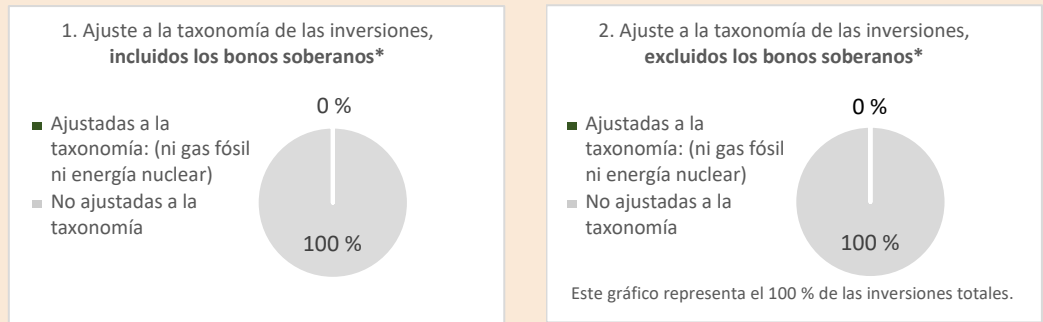 1. Ajuste a la taxonomía de las inversiones,
incluidos los bonos soberanos*
Ajustadas a la
taxonomía: (ni gas fósil
ni energía nuclear)
No ajustadas a la
taxonomía
0 %
100 %
2. Ajuste a la taxonomía de las inversiones,
excluidos los bonos soberanos*
Ajustadas a la
taxonomía: (ni gas fósil
ni energía nuclear)
No ajustadas a la
taxonomía
0 %
100 %
Este gráfico representa el 100 % de las inversiones totales.